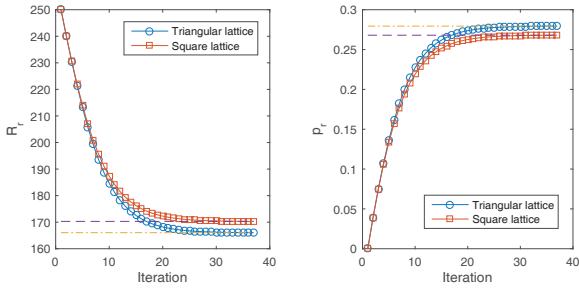 250
240
230
220
210
200
190
180
170
160
R_r
0 10 20 30 40
Iteration
Triangular lattice
Square lattice
0.3
0.25
0.2
0.15
0.1
0.05
0
p_r
0 10 20 30 40
Iteration
Triangular lattice
Square lattice